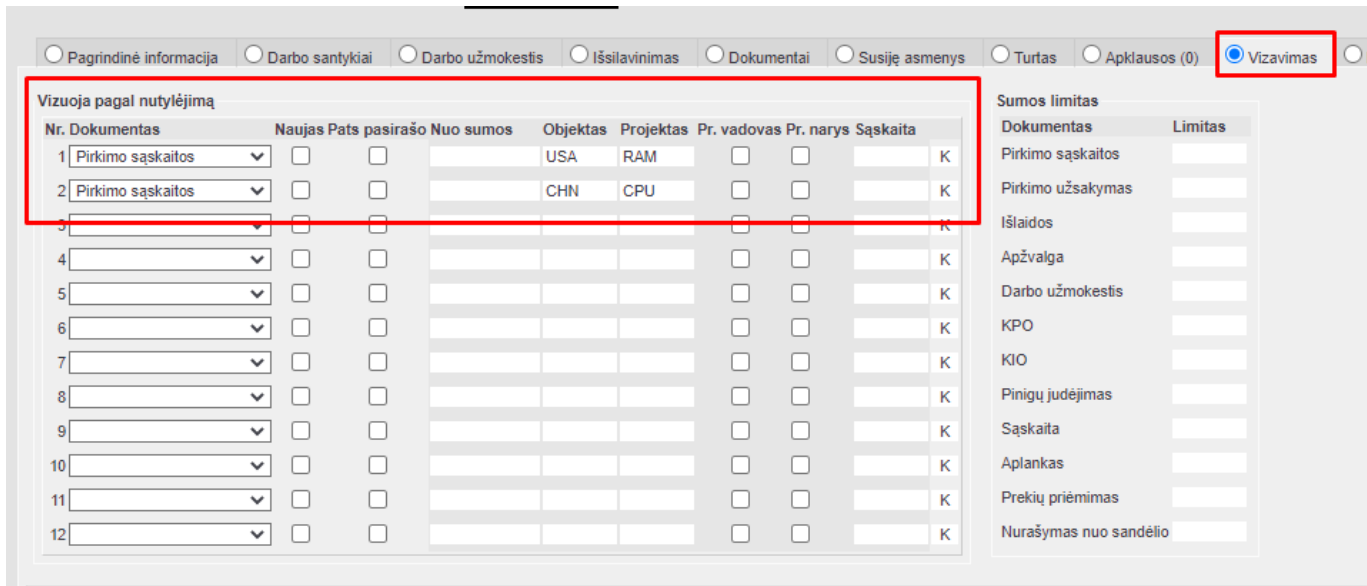 Pagrindinė informacija Darbo santykiai Darbo užmokestis Išsilavinimas Dokumentai Susiję asmenys Turtas Apklausos (0) Vizavimas
Vizuoja pagal nutylėjimą
Nr. Dokumentas Naujas Pats pasirašo Nuo sumos Objektas Projektas Pr. vadovas Pr. narys Sąskaita
1 Pirkimo sąskaitos USA RAM K
2 Pirkimo sąskaitos CHN CPU K
3 K
4 K
5 K
6 K
7 K
8 K
9 K
10 K
11 K
12 K
Sumos limitas
Dokumentas Limitas
Pirkimo sąskaitos
Pirkimo užsakymas
Išlaidos
Apžvalga
Darbo užmokestis
KPO
KIO
Pinigų judėjimas
Sąskaita
Aplankas
Prekių priėmimas
Nurašymas nuo sandėlio